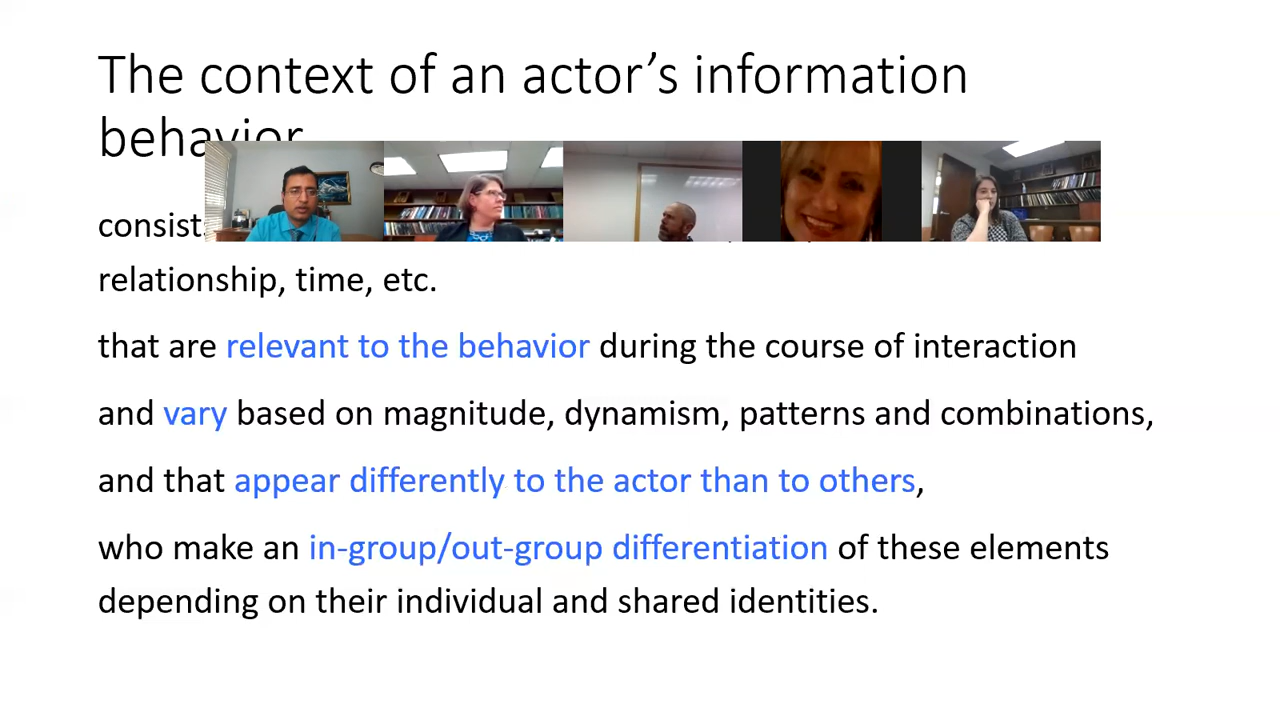 The context of an actor's information
behavior
relationship, time, etc.
that are relevant to the behavior during the course of interaction
and vary based on magnitude, dynamism, patterns and combinations,
and that appear differently to the actor than to others,
who make an in-group/out-group differentiation of these elements
depending on their individual and shared identities.